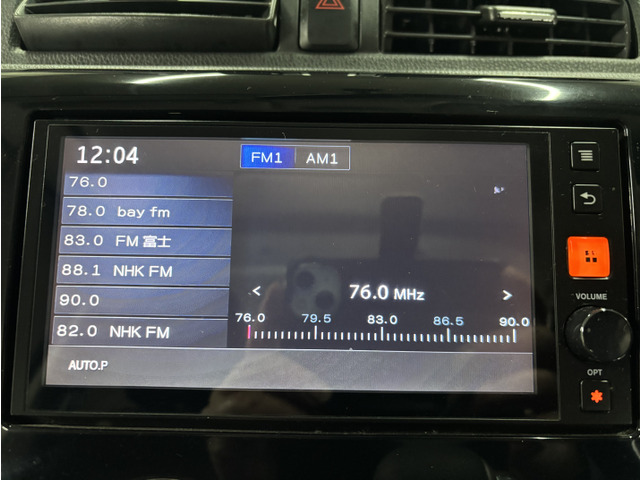 12:04
FM1 AM1
76.0
78.0 bay fm
83.0 FM 富士
88.1 NHK FM
90.0
82.0 NHK FM
76.0 MHz
76.0 79.5 83.0 86.5 90.0
AUTO.P
VOLUME
OPT